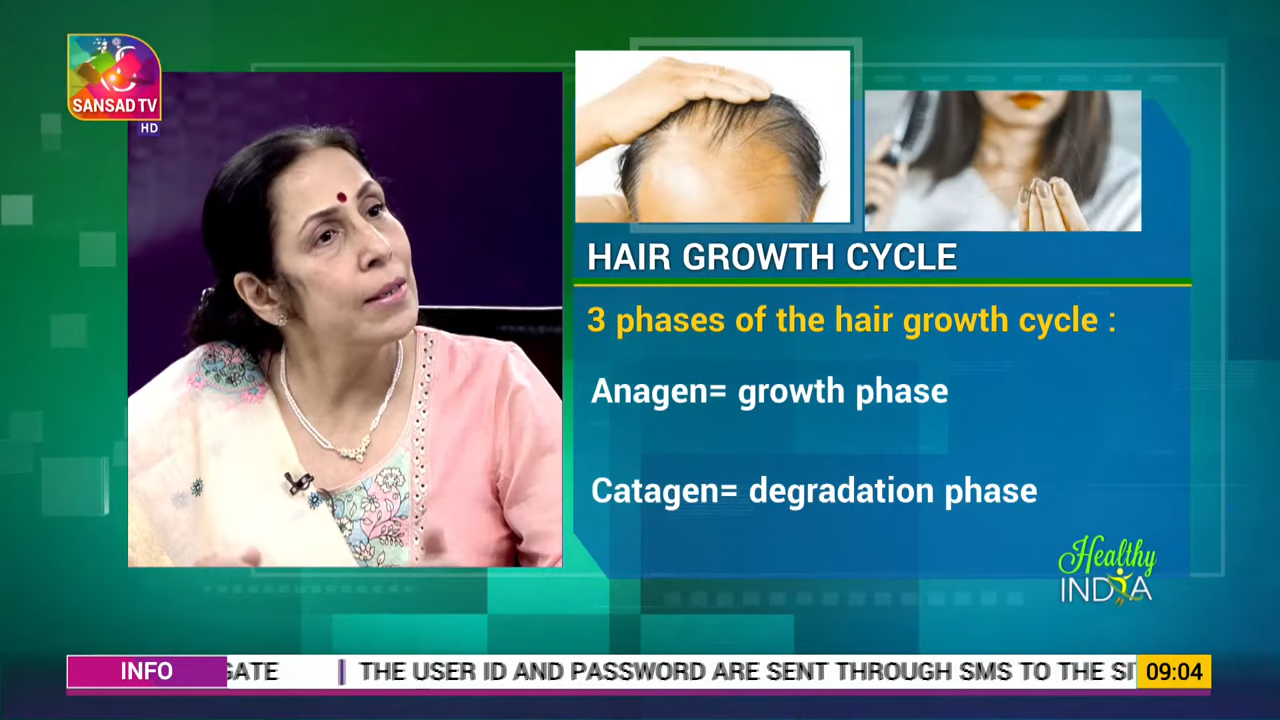 SANSAD TV
HD
HAIR GROWTH CYCLE
3 phases of the hair growth cycle :
Anagen= growth phase
Catagen= degradation phase
Healthy
INDIA
INFO
GATE | THE USER ID AND PASSWORD ARE SENT THROUGH SMS TO THE
09:04